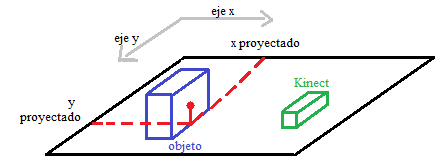 eje x
eje y
x proyectado
Kinect
y
proyectado
objeto